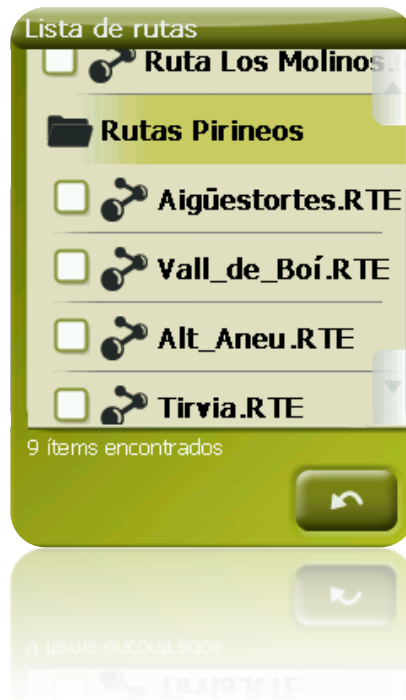 Lista de rutas
Ruta Los Molinos.
Rutas Pirineos
Aigüestortes.RTE
Vall_de_Boí.RTE
Alt_Aneu.RTE
Tirvia.RTE
9 ítems encontrados